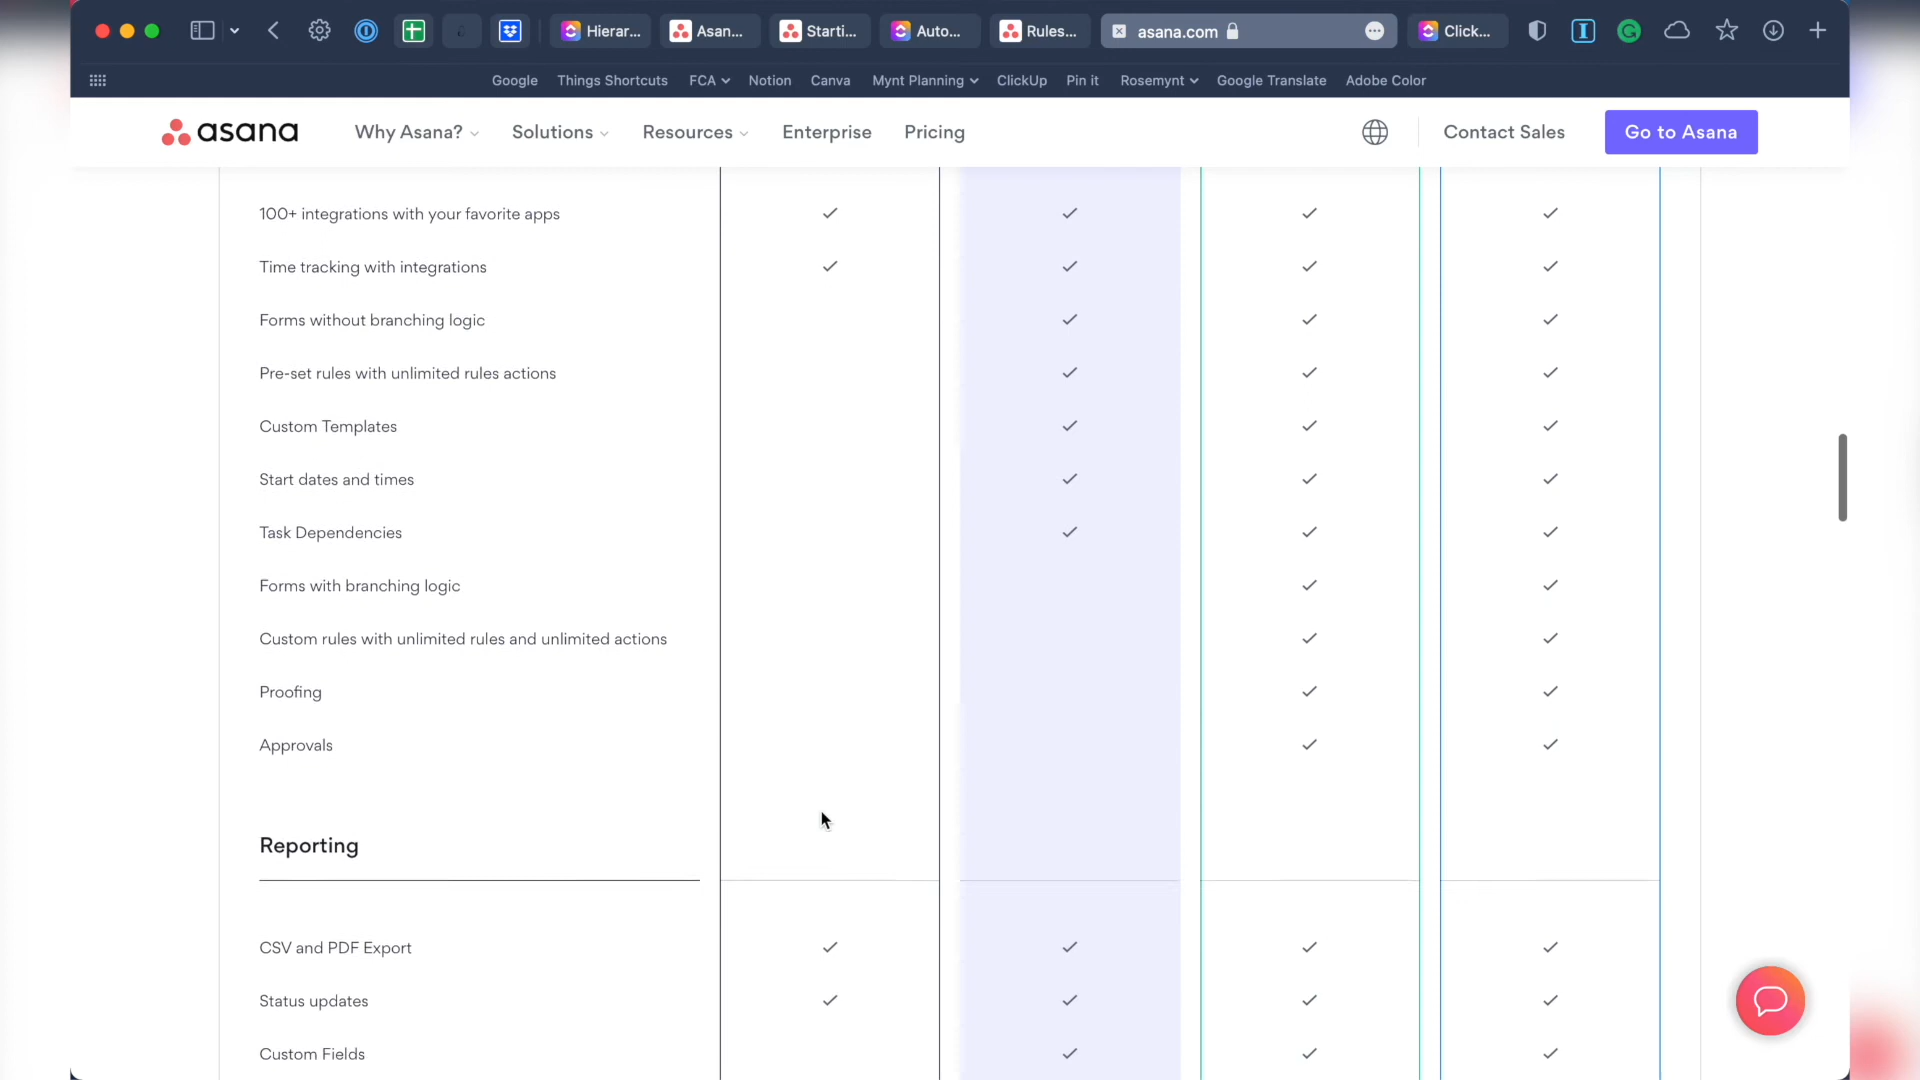 Hierar...
Asan...
Starti...
Auto...
Rules...
asana.com
Click...
Google
Things Shortcuts
FCA
Notion
Canva
Mynt Planning
ClickUp
Pin it
Rosemynt
Google Translate
Adobe Color
asana
Why Asana?
Solutions
Resources
Enterprise
Pricing
Contact Sales
Go to Asana
100+ integrations with your favorite apps
Time tracking with integrations
Forms without branching logic
Pre-set rules with unlimited rules actions
Custom Templates
Start dates and times
Task Dependencies
Forms with branching logic
Custom rules with unlimited rules and unlimited actions
Proofing
Approvals
Reporting
CSV and PDF Export
Status updates
Custom Fields